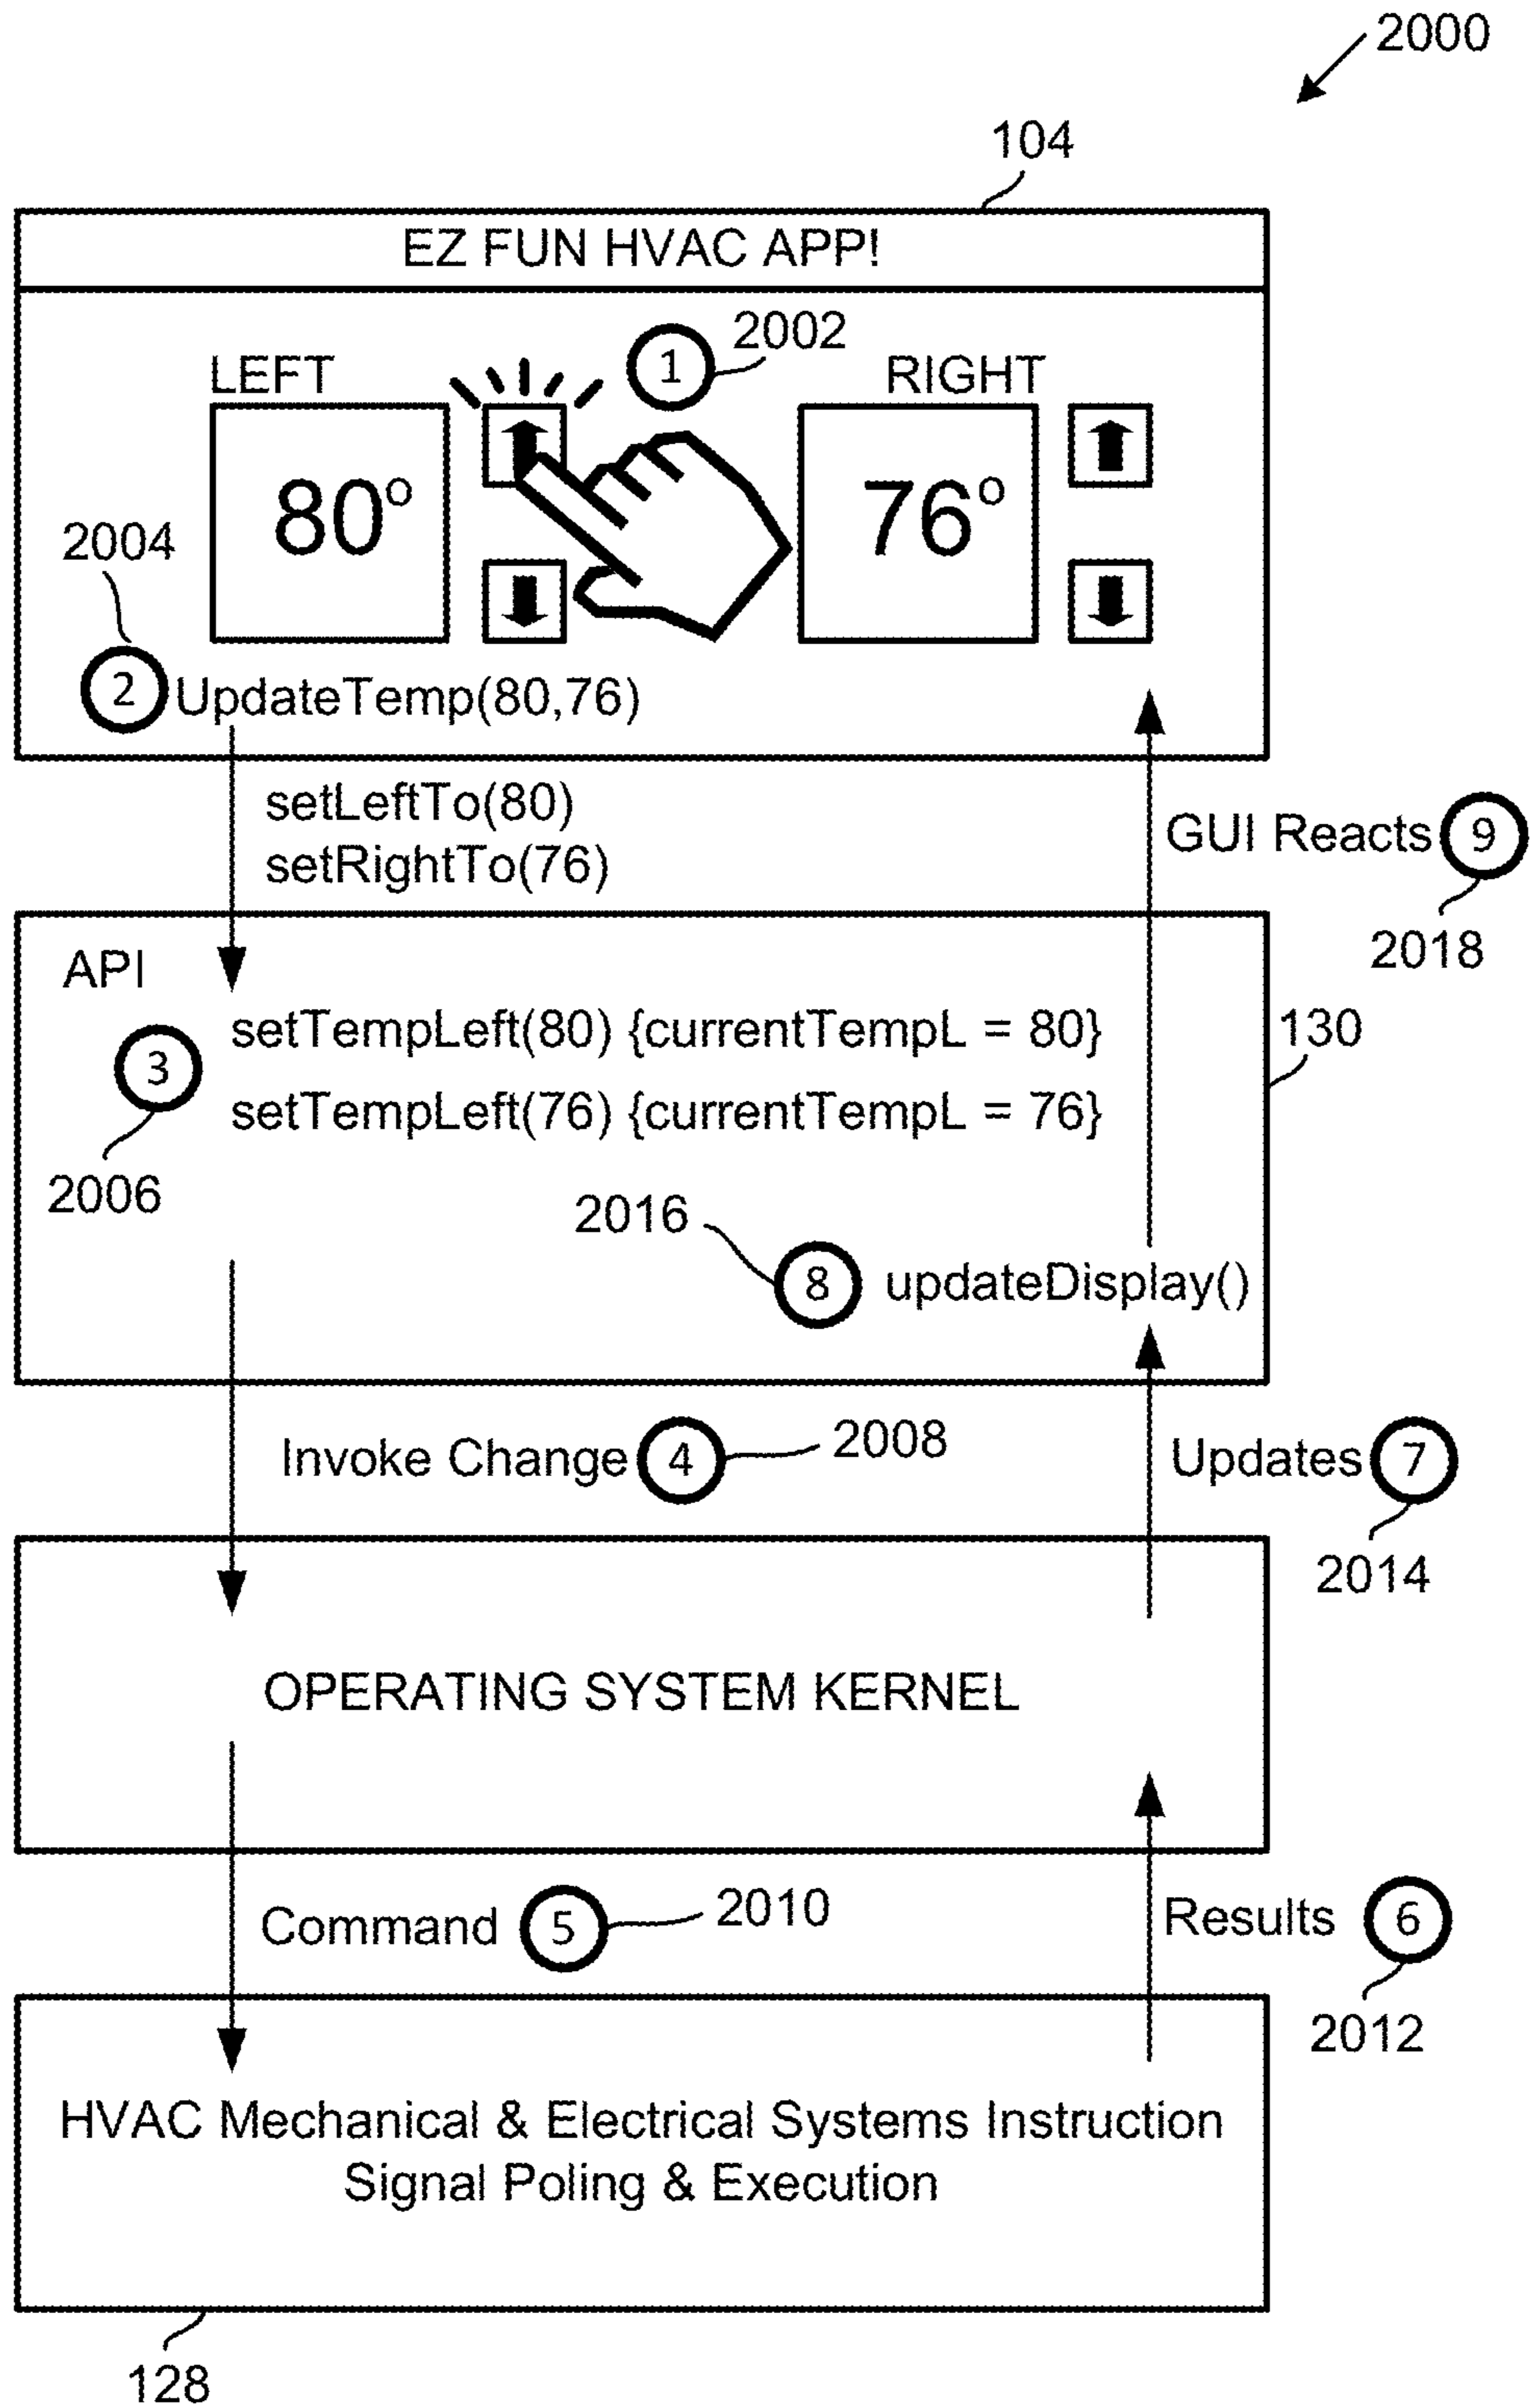 2000
104
EZ FUN HVAC APP!
1 2002
LEFT
RIGHT
80°
76°
2004
2 UpdateTemp(80,76)
setLeftTo(80)
setRightTo(76)
GUI Reacts 9
2018
API
130
3
setTempLeft(80) {currentTempL = 80}
setTempLeft(76) {currentTempL = 76}
2006
2016
8 updateDisplay()
Invoke Change 4 2008
Updates 7
2014
OPERATING SYSTEM KERNEL
Command 5 2010
Results 6
2012
HVAC Mechanical & Electrical Systems Instruction
Signal Poling & Execution
128